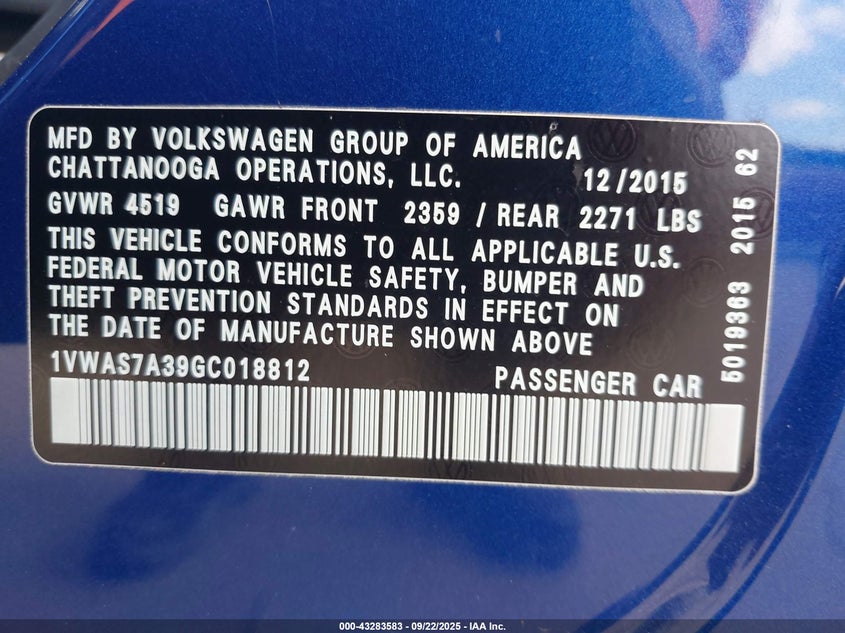 MFD BY VOLKSWAGEN GROUP OF AMERICA
CHATTANOOGA OPERATIONS, LLC. 12/2015
GVWR 4519 GAWR FRONT 2359 / REAR 2271 LBS
THIS VEHICLE CONFORMS TO ALL APPLICABLE U.S.
FEDERAL MOTOR VEHICLE SAFETY, BUMPER AND
THEFT PREVENTION STANDARDS IN EFFECT ON
THE DATE OF MANUFACTURE SHOWN ABOVE
1VWAS7A39GC018812 PASSENGER CAR
5019363 2015 62
000-43283583 - 09/22/2025 - IAA Inc.